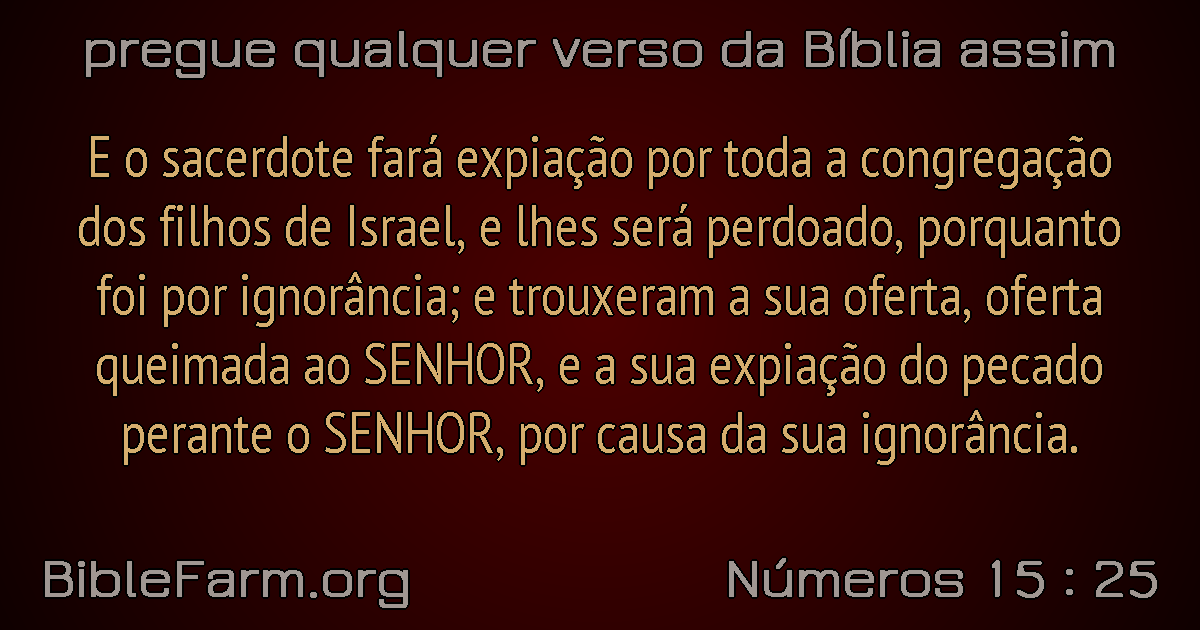 pregue qualquer verso da Bíblia assim
E o sacerdote fará expiação por toda a congregação
dos filhos de Israel, e lhes será perdoado, porquanto
foi por ignorância; e trouxeram a sua oferta, oferta
queimada ao SENHOR, e a sua expiação do pecado
perante o SENHOR, por causa da sua ignorância.
BibleFarm.org
Números 15 : 25